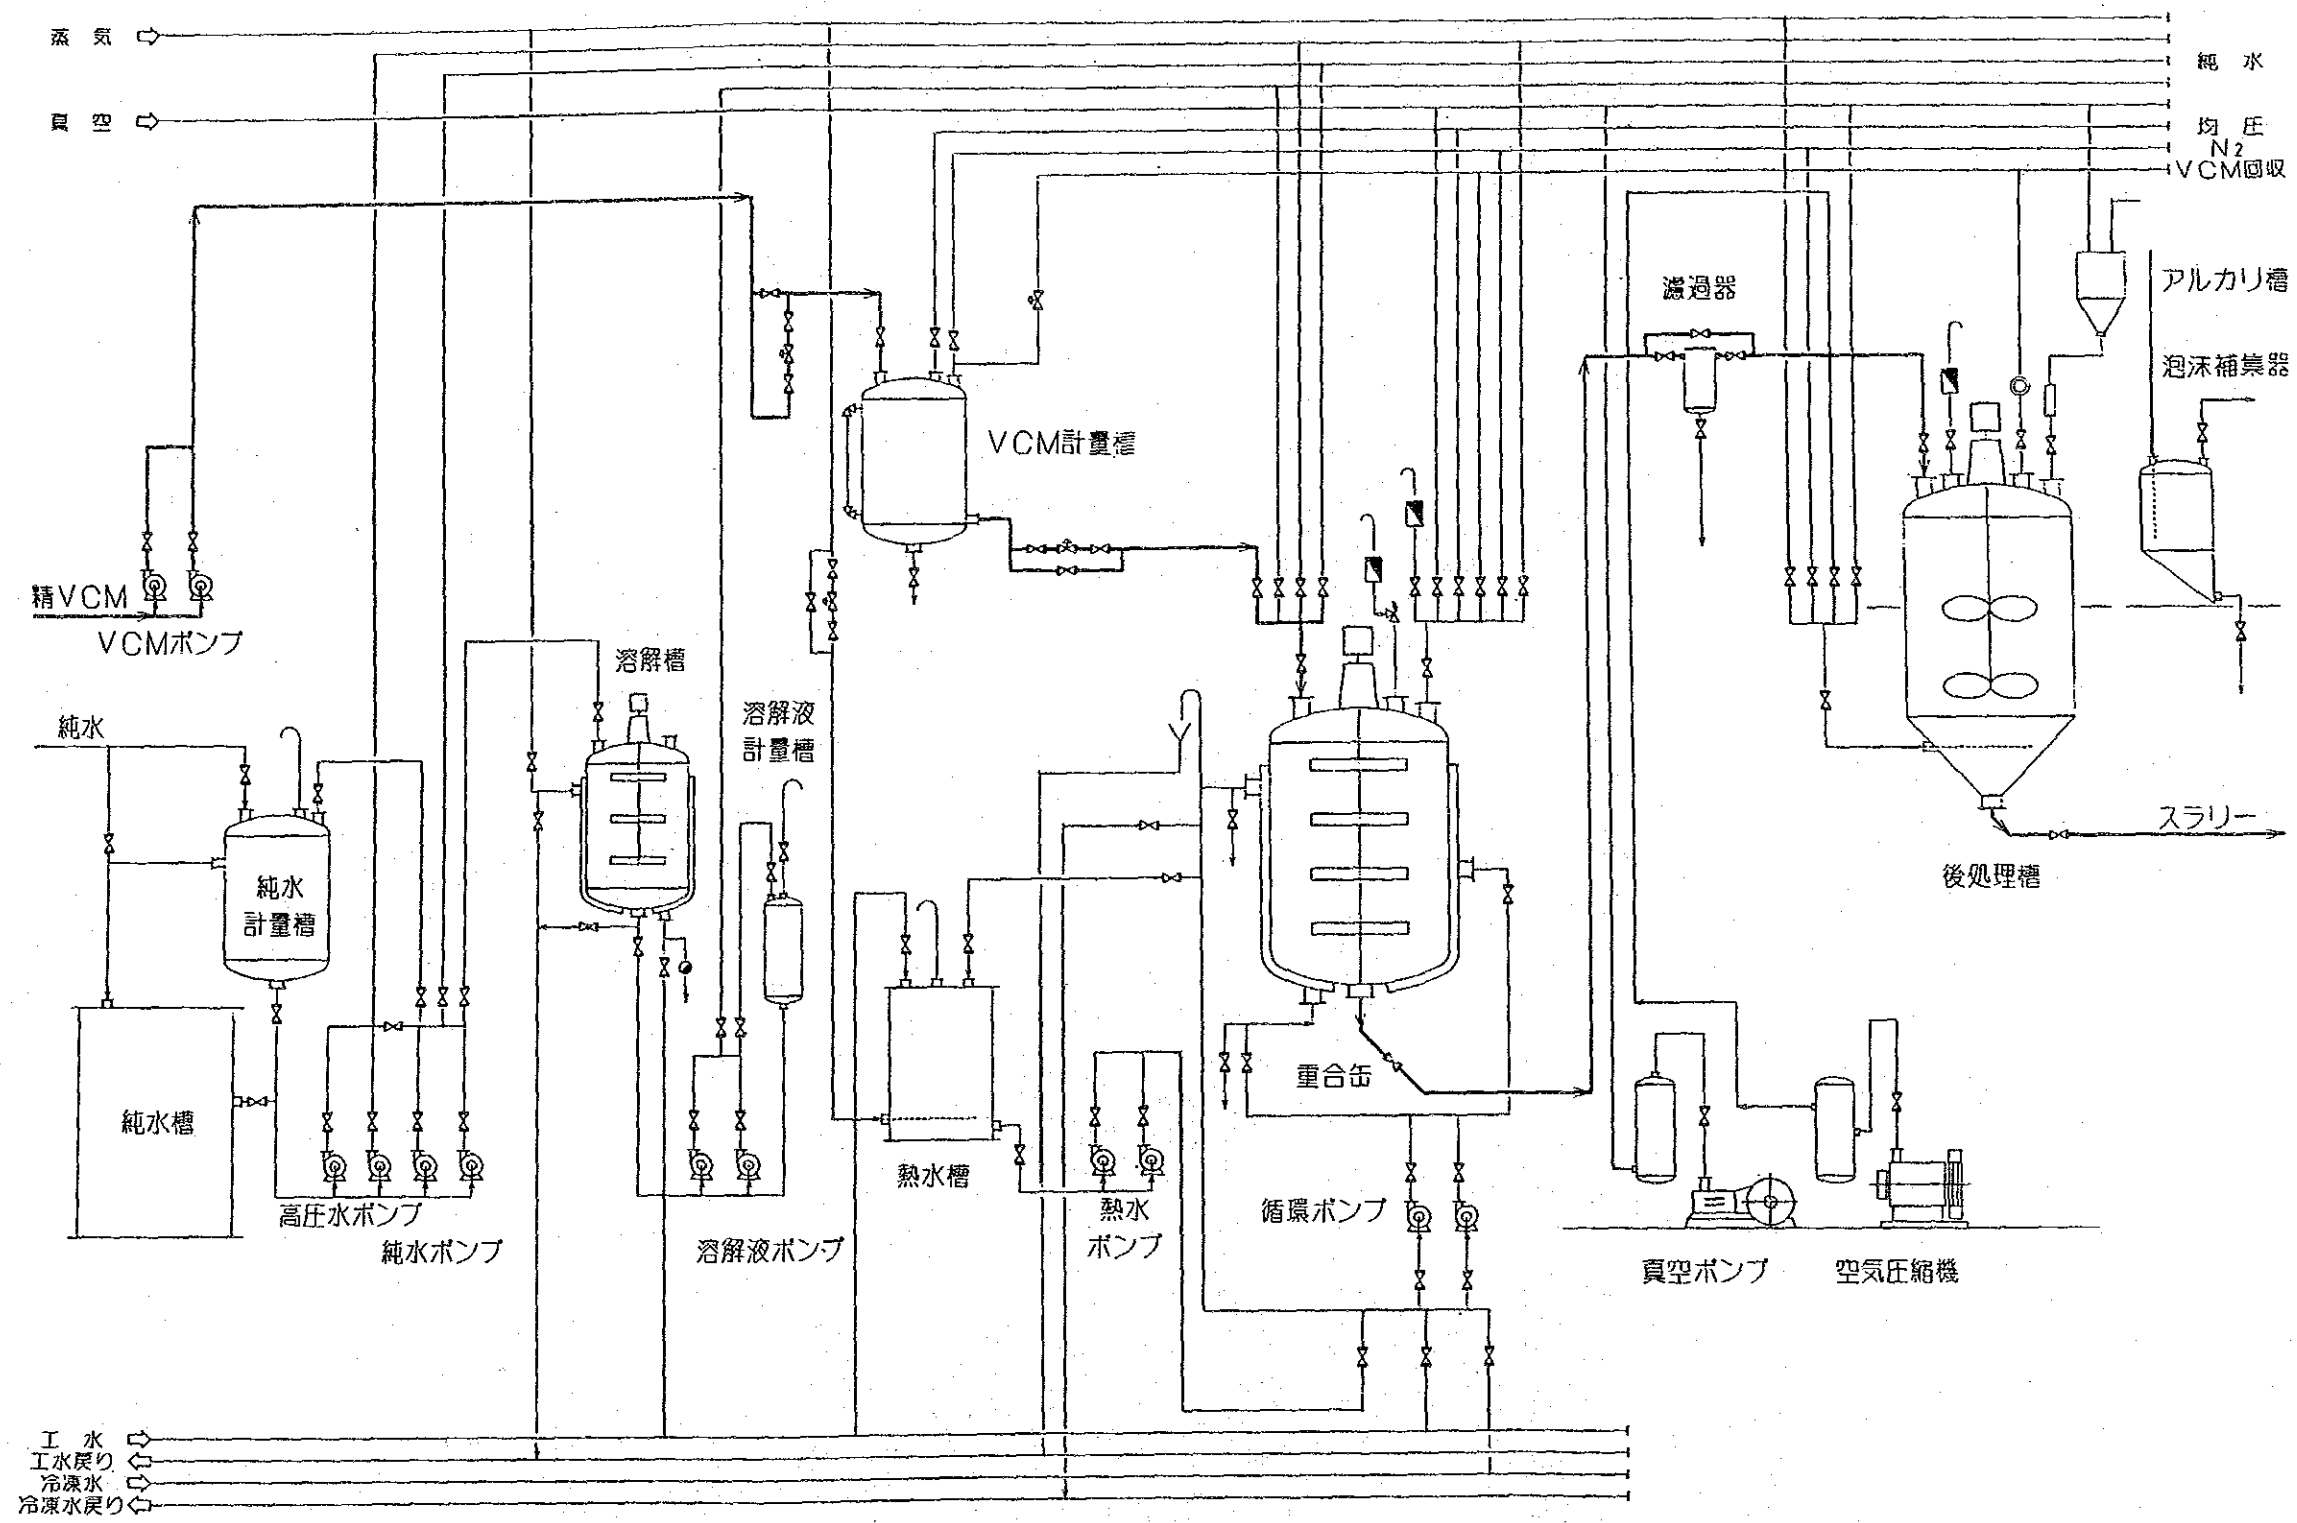 蒸気
純水
真空
均圧
N2
VCM回収
濾過器
アルカリ槽
泡沫補集器
VCM計量槽
精VCM
VCMポンプ
溶解槽
純水
溶解液
計量槽
スラリー
後処理槽
純水
計量槽
重合缶
純水槽
熱水槽
高圧水ポンプ
熱水
ポンプ
循環ポンプ
純水ポンプ
溶解液ポンプ
真空ポンプ
空気圧縮機
工水
工水戻り
冷凍水
冷凍水戻り